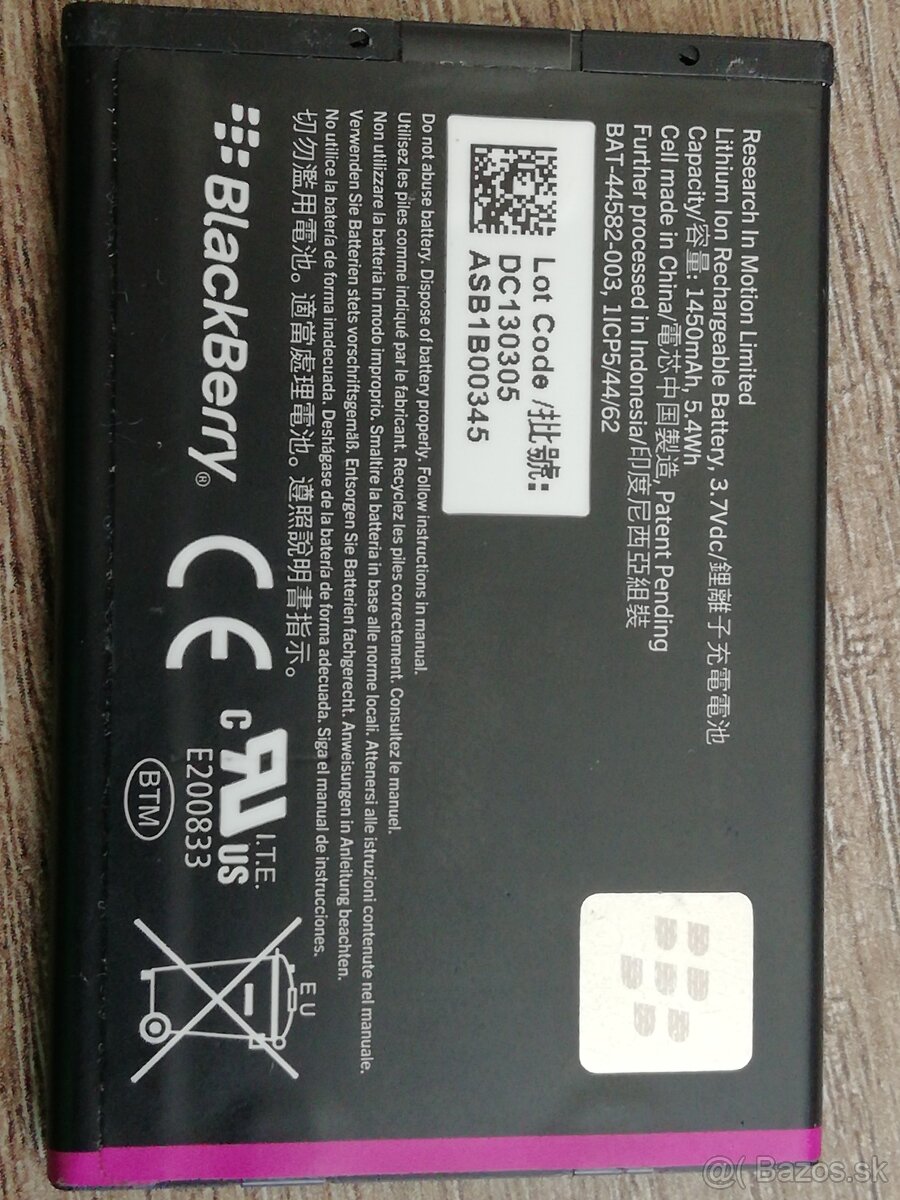 Research In Motion Limited
Lithium Ion Rechargeable Battery, 3.7Vdc/鋰離子充電電池
Capacity/容量: 1450mAh, 5.4Wh
Cell made in China/電芯中国製造, Patent Pending
Further processed in Indonesia/印度尼西亞組裝
BAT-44582-003, 1ICP5/44/62
Lot Code /批號:
DC130305
ASB1B00345
Do not abuse battery. Dispose of battery properly. Follow instructions in manual.
Utilisez les piles comme indiqué par le fabricant. Recyclez les piles correctement. Consultez le manuel.
Non utilizzare la batteria in modo improprio. Smaltire la batteria in base alle norme locali. Attenersi alle istruzioni contenute nel manuale.
Verwenden Sie Batterien stets vorschriftsgemäß. Entsorgen Sie Batterien fachgerecht. Anweisungen in Anleitung beachten.
No utilice la batería de forma inadecuada. Deshágase de la batería de forma adecuada. Siga el manual de instrucciones.
切勿濫用電池。適當處理電池。遵照說明書指示。
BlackBerry®
CE
c RU US
I.T.E.
E200833
BTM
EU
@( Bazos.sk